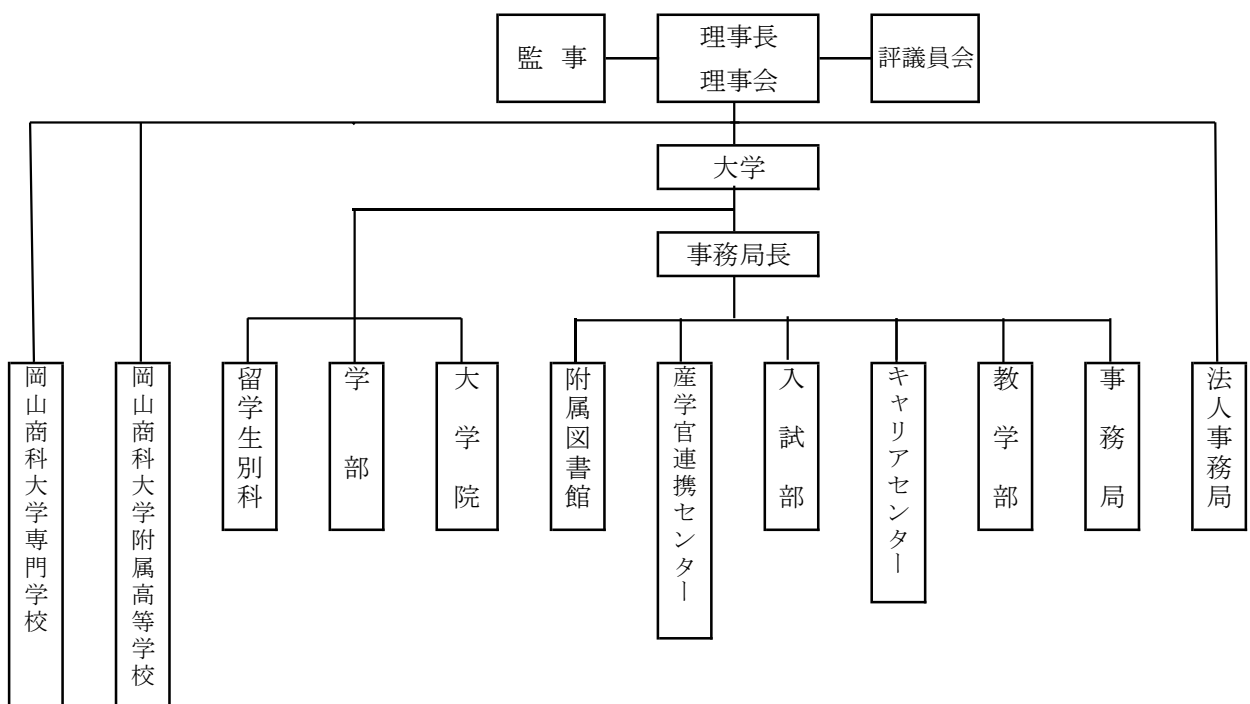 監 事
理事長
理事会
評議員会
大学
事務局長
岡山商科大学専門学校
岡山商科大学附属高等学校
留学生別科
学部
大学院
附属図書館
産学官連携センター
入試部
キャリアセンター
教学部
事務局
法人事務局